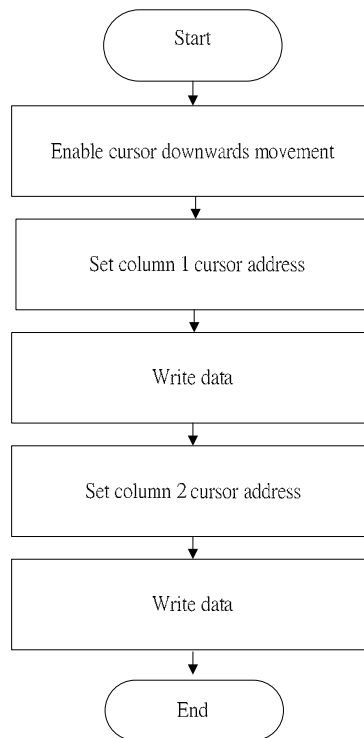 Start
Enable cursor downwards movement
Set column 1 cursor address
Write data
Set column 2 cursor address
Write data
End